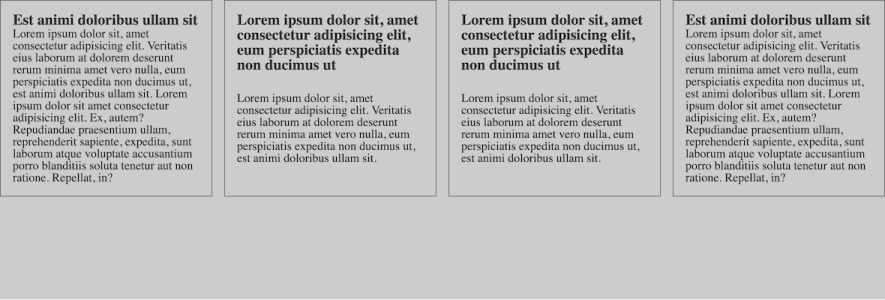 Est animi doloribus ullam sit
Lorem ipsum dolor sit, amet
consectetur adipisicing elit. Veritatis
eius laborum at dolorem deserunt
rerum minima amet vero nulla, eum
perspiciatis expedita non ducimus ut,
est animi doloribus ullam sit. Lorem
ipsum dolor sit amet consectetur
adipisicing elit. Ex, autem?
Repudiandae praesentium ullam,
reprehenderit sapiente, expedita, sunt
laborum atque voluptate accusantium
porro blanditiis soluta tenetur aut non
ratione. Repellat, in?
Lorem ipsum dolor sit, amet
consectetur adipisicing elit,
eum perspiciatis expedita
non ducimus ut
Lorem ipsum dolor sit, amet
consectetur adipisicing elit. Veritatis
eius laborum at dolorem deserunt
rerum minima amet vero nulla, eum
perspiciatis expedita non ducimus ut,
est animi doloribus ullam sit.
Lorem ipsum dolor sit, amet
consectetur adipisicing elit,
eum perspiciatis expedita
non ducimus ut
Lorem ipsum dolor sit, amet
consectetur adipisicing elit. Veritatis
eius laborum at dolorem deserunt
rerum minima amet vero nulla, eum
perspiciatis expedita non ducimus ut,
est animi doloribus ullam sit.
Est animi doloribus ullam sit
Lorem ipsum dolor sit, amet
consectetur adipisicing elit. Veritatis
eius laborum at dolorem deserunt
rerum minima amet vero nulla, eum
perspiciatis expedita non ducimus ut,
est animi doloribus ullam sit. Lorem
ipsum dolor sit amet consectetur
adipisicing elit. Ex, autem?
Repudiandae praesentium ullam,
reprehenderit sapiente, expedita, sunt
laborum atque voluptate accusantium
porro blanditiis soluta tenetur aut non
ratione. Repellat, in?